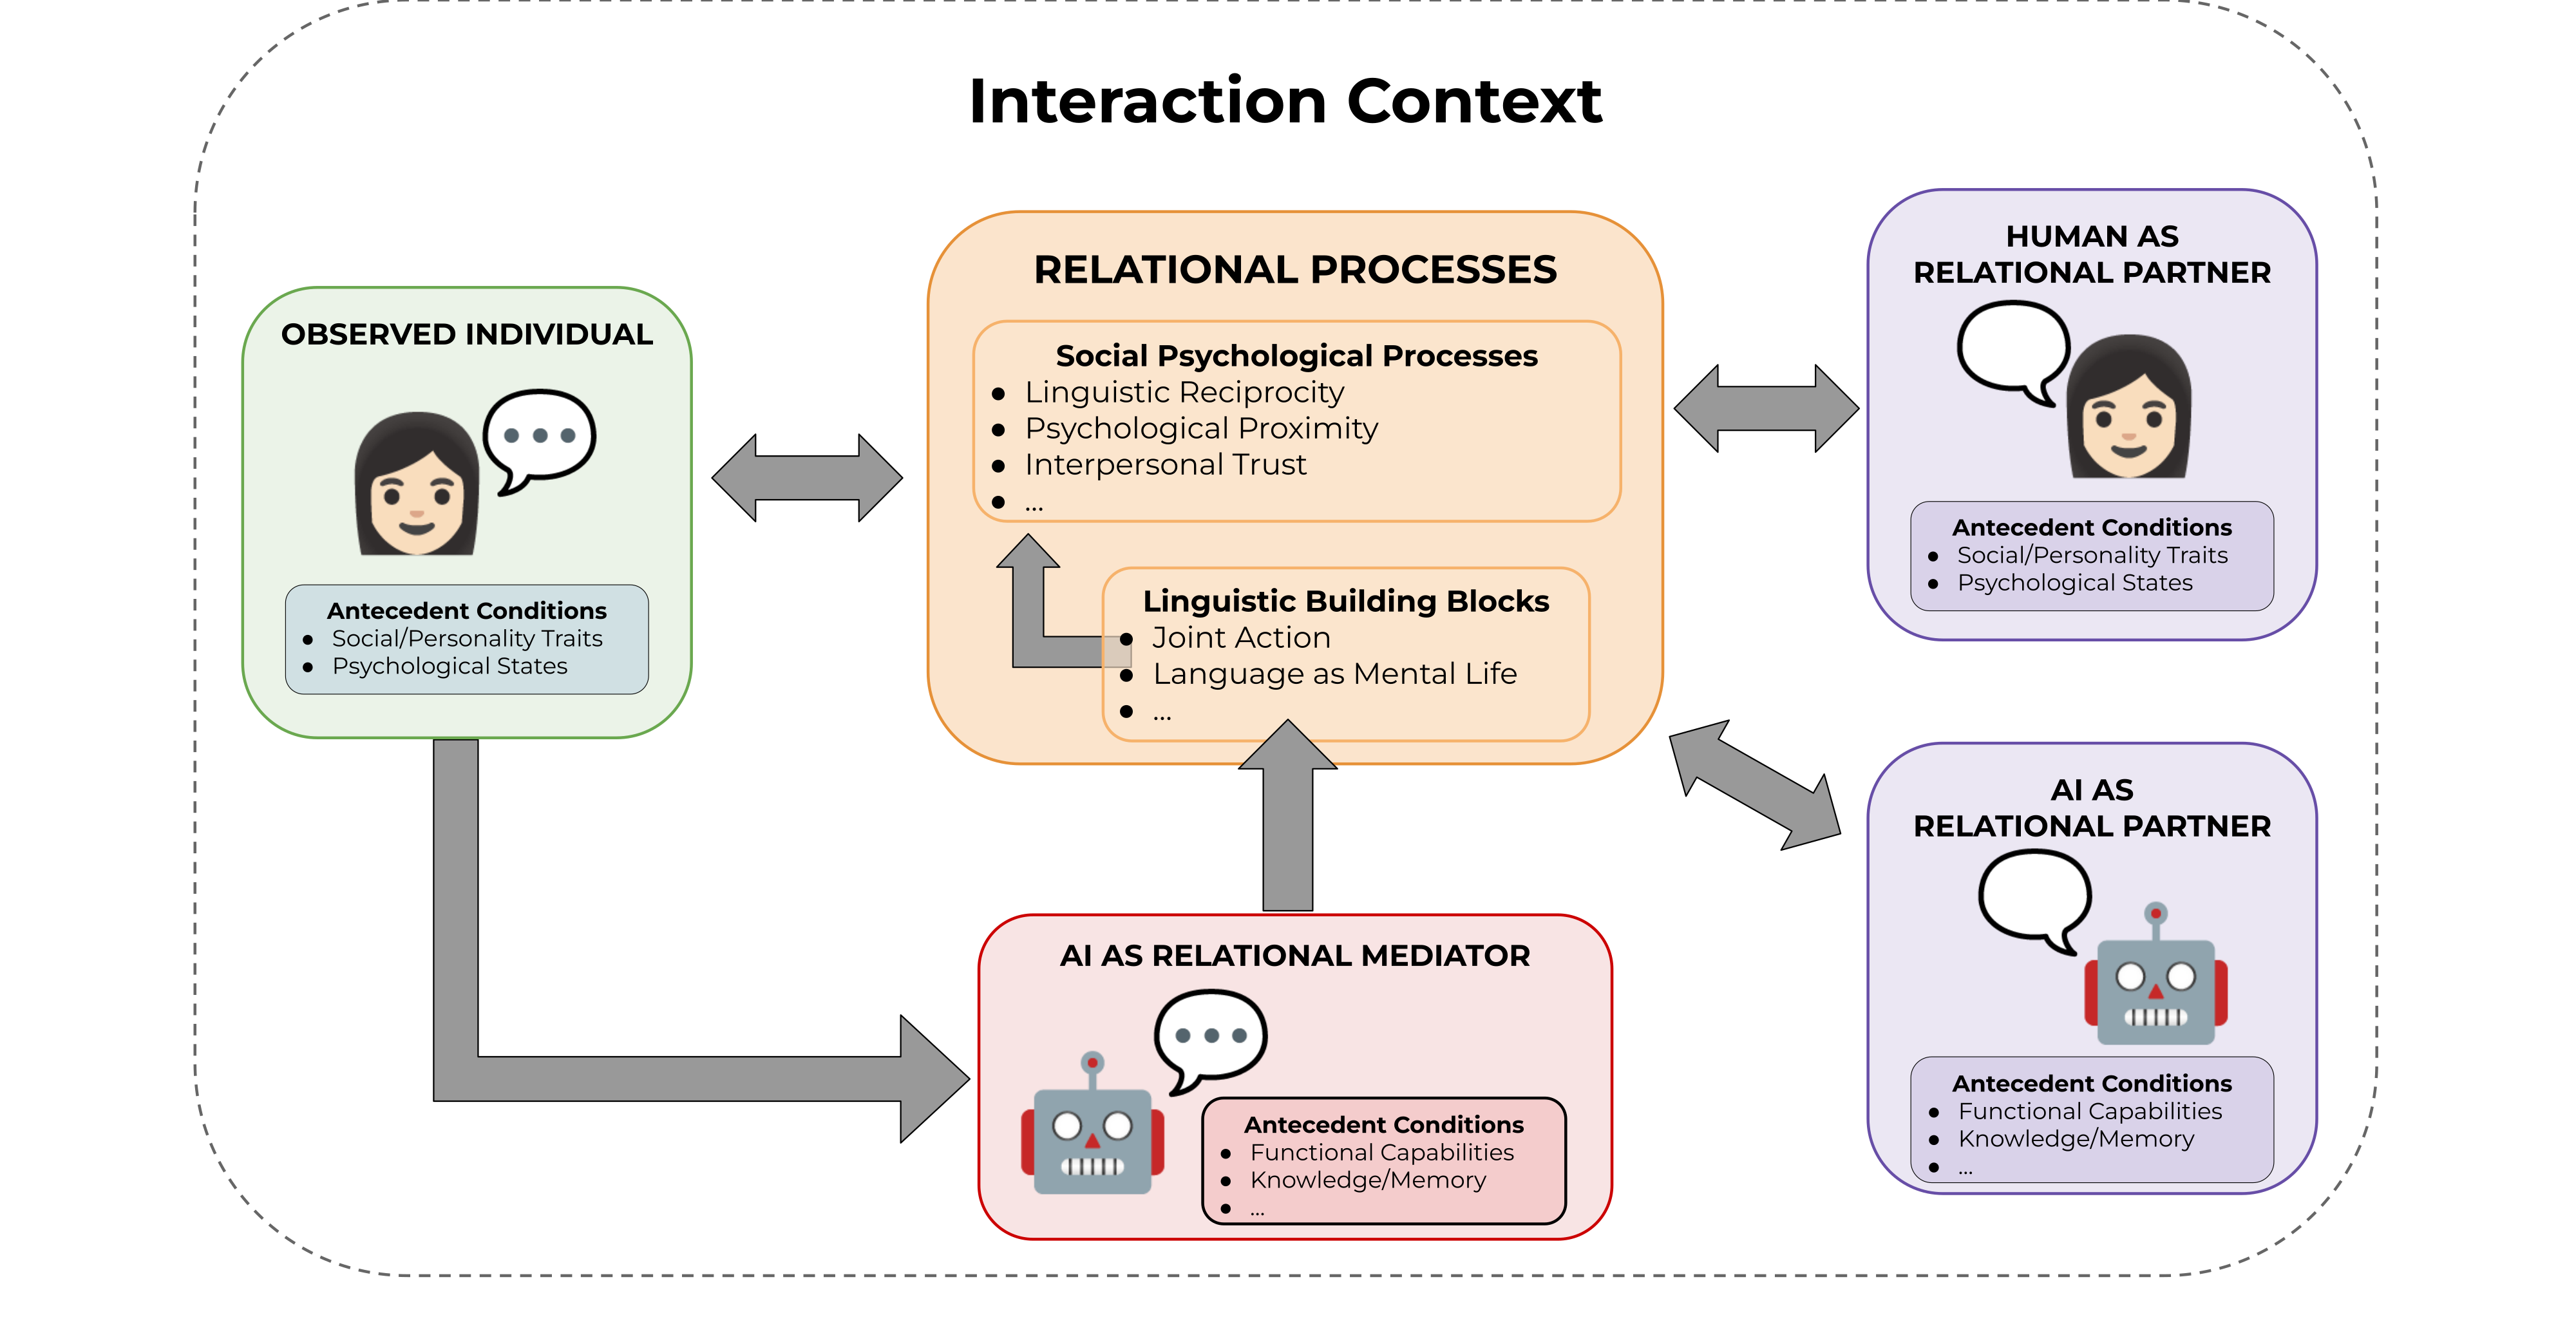 Interaction Context
OBSERVED INDIVIDUAL
Antecedent Conditions
● Social/Personality Traits
● Psychological States
RELATIONAL PROCESSES
Social Psychological Processes
● Linguistic Reciprocity
● Psychological Proximity
● Interpersonal Trust
● ...
Linguistic Building Blocks
● Joint Action
● Language as Mental Life
● ...
HUMAN AS
RELATIONAL PARTNER
Antecedent Conditions
● Social/Personality Traits
● Psychological States
AI AS
RELATIONAL PARTNER
Antecedent Conditions
● Functional Capabilities
● Knowledge/Memory
● ...
AI AS RELATIONAL MEDIATOR
Antecedent Conditions
● Functional Capabilities
● Knowledge/Memory
● ...